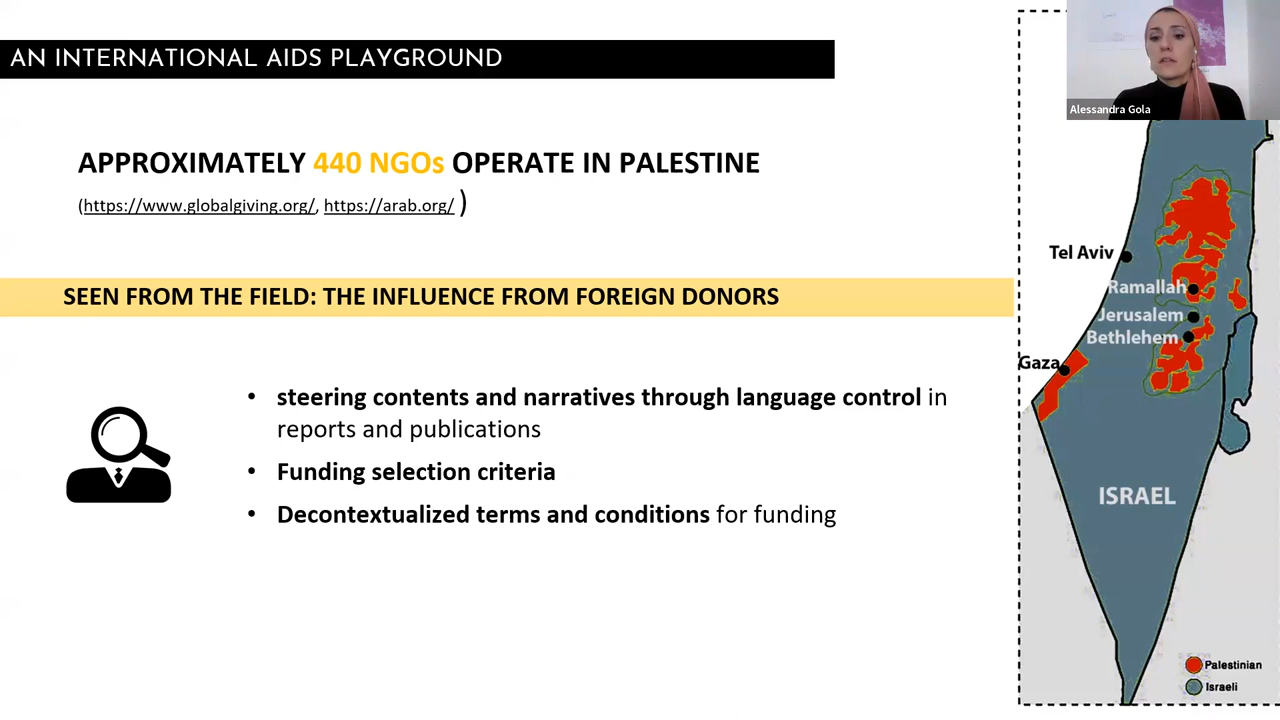 AN INTERNATIONAL AIDS PLAYGROUND
Alessandra Gola
APPROXIMATELY 440 NGOs OPERATE IN PALESTINE
(https://www.globalgiving.org/, https://arab.org/ )
SEEN FROM THE FIELD: THE INFLUENCE FROM FOREIGN DONORS
• steering contents and narratives through language control in
reports and publications
• Funding selection criteria
• Decontextualized terms and conditions for funding
Tel Aviv
Ramallah
Jerusalem
Bethlehem
Gaza
ISRAEL
Palestinian
Israeli